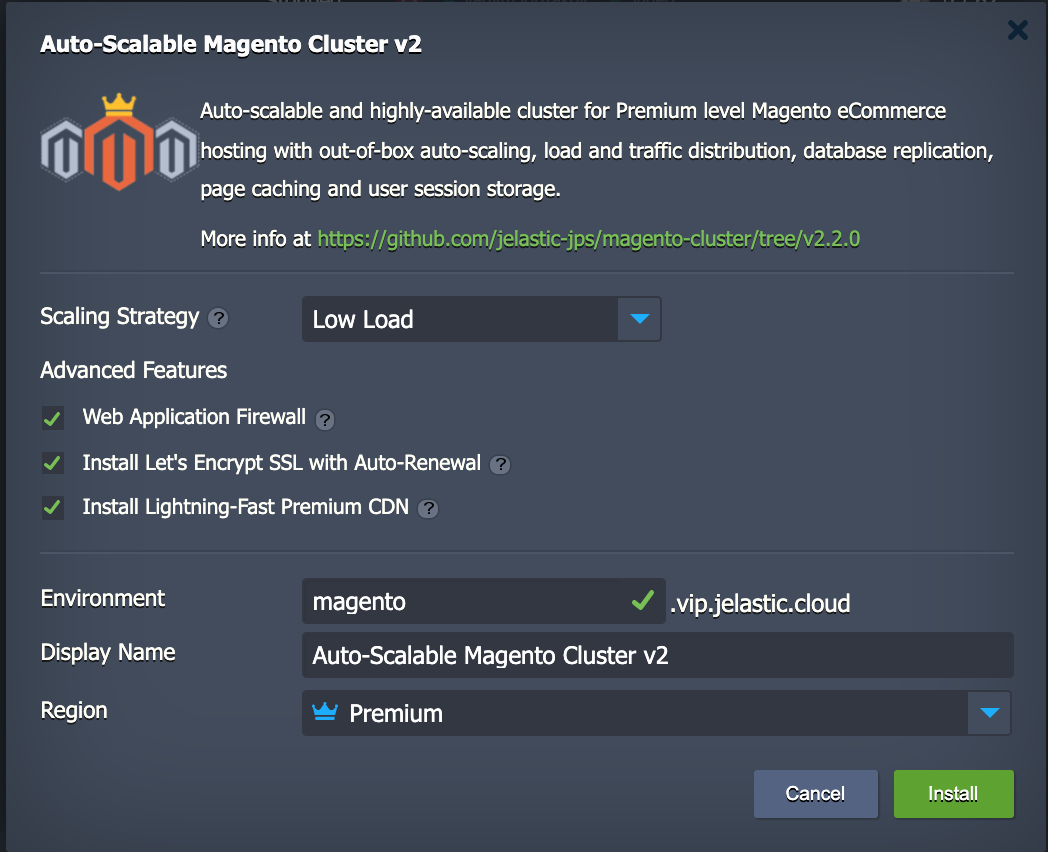 Auto-Scalable Magento Cluster v2
Auto-scalable and highly-available cluster for Premium level Magento eCommerce
hosting with out-of-box auto-scaling, load and traffic distribution, database replication,
page caching and user session storage.
More info at https://github.com/jelastic-jps/magento-cluster/tree/v2.2.0
Scaling Strategy ?
Low Load
Advanced Features
Web Application Firewall ?
Install Let's Encrypt SSL with Auto-Renewal ?
Install Lightning-Fast Premium CDN ?
Environment
magento
.vip.jelastic.cloud
Display Name
Auto-Scalable Magento Cluster v2
Region
Premium
Cancel
Install